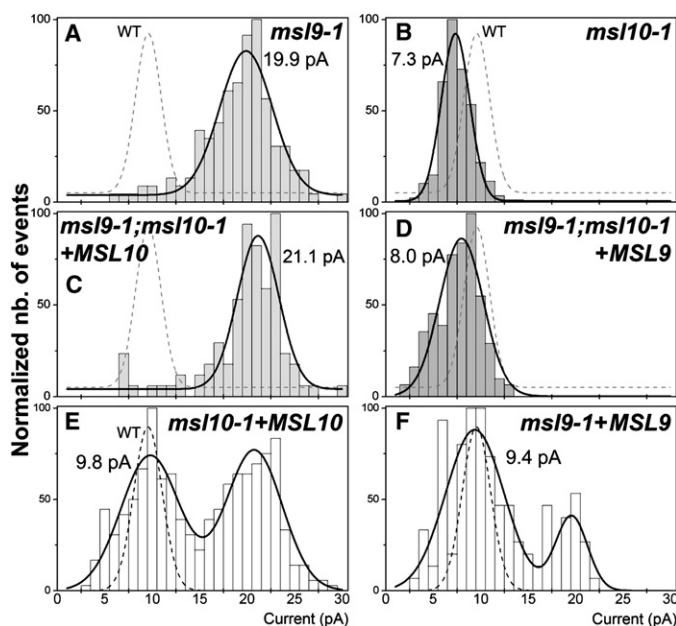 Normalized nb. of events
A
WT
msl9-1
19.9 pA
100
50
0
B
WT
msl10-1
7.3 pA
100
50
0
msl9-1;msl10-1
+MSL10
C
21.1 pA
100
50
0
D
msl9-1;msl10-1
+MSL9
8.0 pA
100
50
0
E
WT
msl10-1+MSL10
9.8 pA
100
50
0
0 5 10 15 20 25 30
Current (pA)
F
msl9-1+MSL9
9.4 pA
100
50
0
5 10 15 20 25 30
Current (pA)